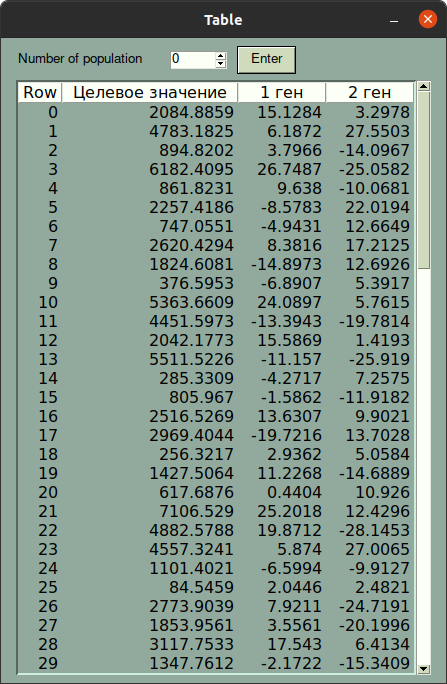 Table
Number of population 0 Enter
Row Целевое значение 1 ген 2 ген
0 2084.8859 15.1284 3.2978
1 4783.1825 6.1872 27.5503
2 894.8202 3.7966 -14.0967
3 6182.4095 26.7487 -25.0582
4 861.8231 9.638 -10.0681
5 2257.4186 -8.5783 22.0194
6 747.0551 -4.9431 12.6649
7 2620.4294 8.3816 17.2125
8 1824.6081 -14.8973 12.6926
9 376.5953 -6.8907 5.3917
10 5363.6609 24.0897 5.7615
11 4451.5973 -13.3943 -19.7814
12 2042.1773 15.5869 1.4193
13 5511.5226 -11.157 -25.919
14 285.3309 -4.2717 7.2575
15 805.967 -1.5862 -11.9182
16 2516.5269 13.6307 9.9021
17 2969.4044 -19.7216 13.7028
18 256.3217 2.9362 5.0584
19 1427.5064 11.2268 -14.6889
20 617.6876 0.4404 10.926
21 7106.529 25.2018 12.4296
22 4882.5788 19.8712 -28.1453
23 4557.3241 5.874 27.0065
24 1101.4021 -6.5994 -9.9127
25 84.5459 2.0446 2.4821
26 2773.9039 7.9211 -24.7191
27 1853.9561 3.5561 -20.1996
28 3117.7533 17.543 6.4134
29 1347.7612 -2.1722 -15.3409